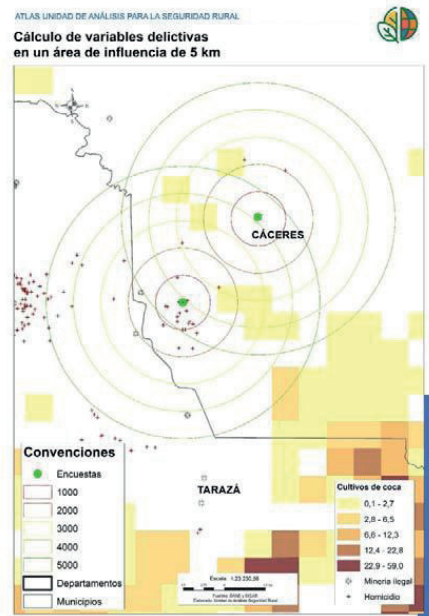 ATLAS UNIDAD DE ANÁLISIS PARA LA SEGURIDAD RURAL
Cálculo de variables delictivas
en un área de influencia de 5 km
CÁCERES
TARAZÁ
Convenciones
Encuestas
1000
2000
3000
4000
5000
Departamentos
Municipios
Cultivos de coca
0,1 - 2,7
2,8 - 6,5
6,6 - 12,3
12,4 - 22,8
22,9 - 59,0
Minería ilegal
Homicidio
Escala